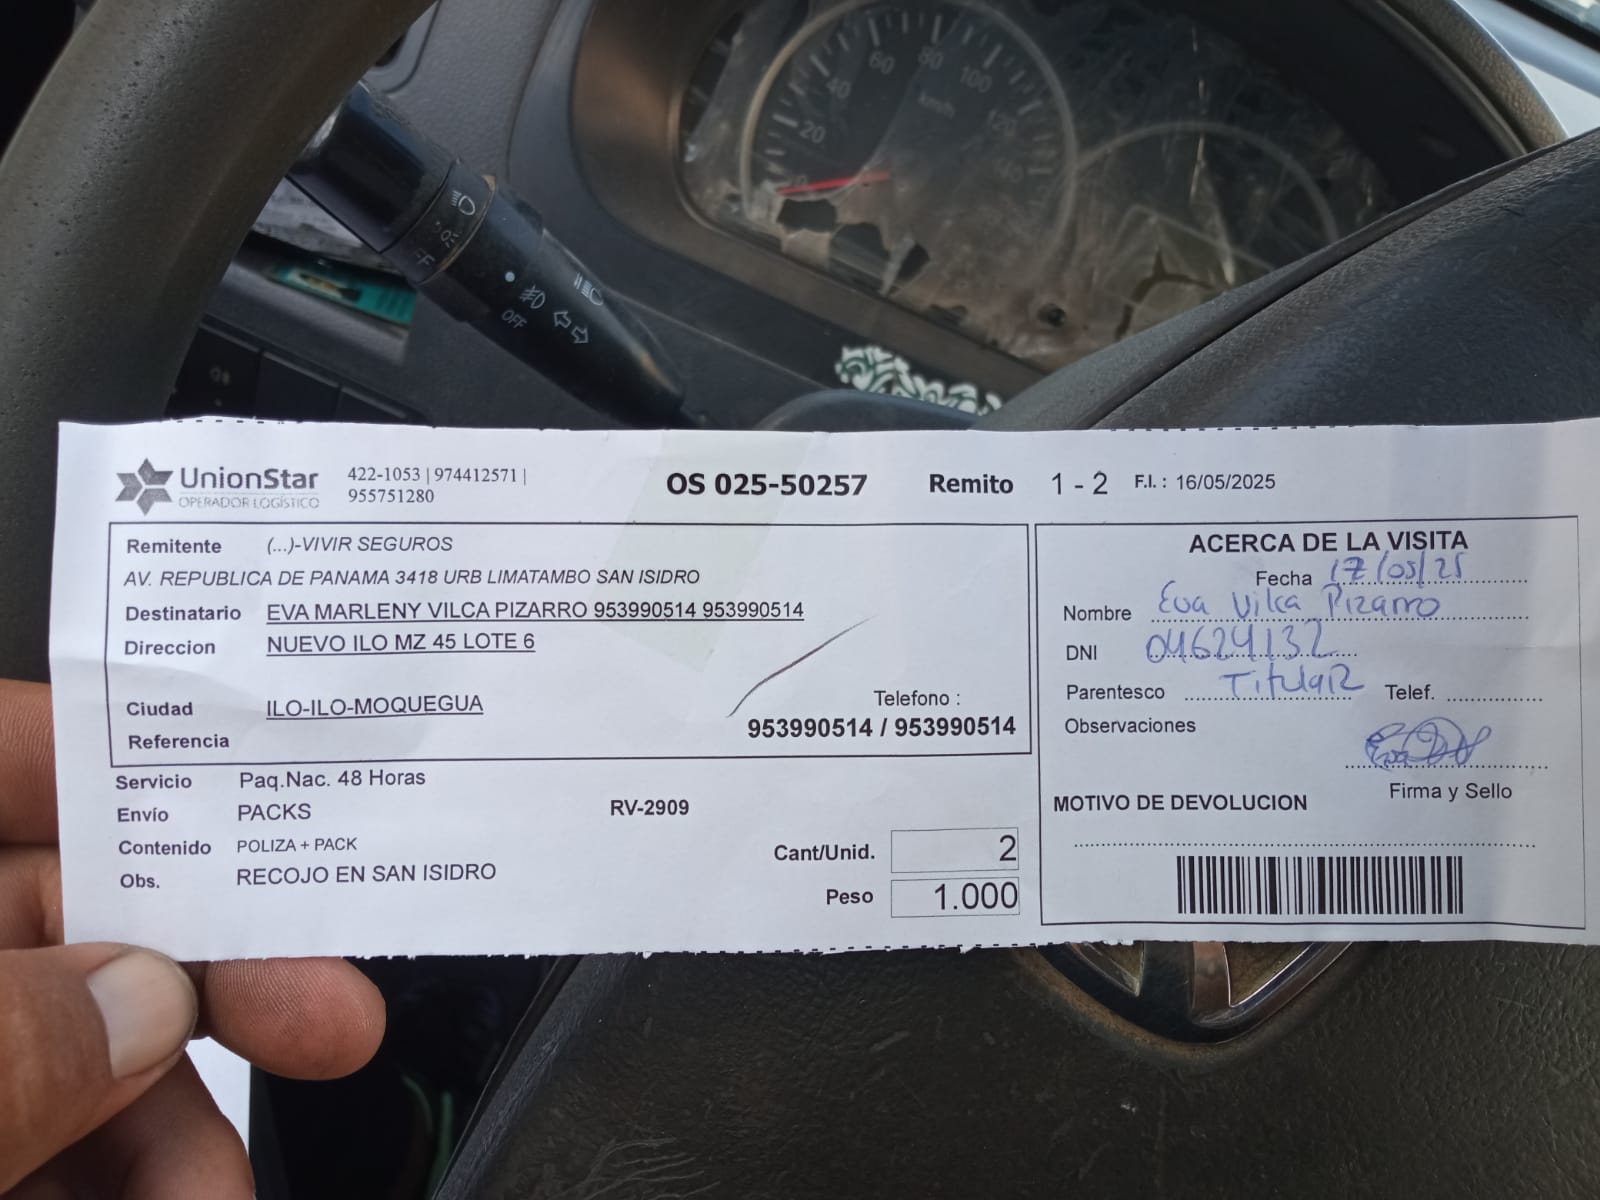 20 40 60 80 100 120
km/h
OFF
UnionStar
OPERADOR LOGÍSTICO
422-1053 | 974412571 |
955751280
OS 025-50257 Remito 1 - 2 F.I. : 16/05/2025
Remitente (...)-VIVIR SEGUROS
AV. REPUBLICA DE PANAMA 3418 URB LIMATAMBO SAN ISIDRO
Destinatario EVA MARLENY VILCA PIZARRO 953990514 953990514
Direccion NUEVO ILO MZ 45 LOTE 6
Ciudad ILO-ILO-MOQUEGUA
Telefono :
953990514 / 953990514
Referencia
Servicio Paq.Nac. 48 Horas
Envío PACKS RV-2909
Contenido POLIZA + PACK
Obs. RECOJO EN SAN ISIDRO
Cant/Unid. 2
Peso 1.000
ACERCA DE LA VISITA
Fecha 17/05/25
Nombre Eva Vilca Pizarro
DNI 04624132
Parentesco Titular Telef.
Observaciones
Firma y Sello
MOTIVO DE DEVOLUCION